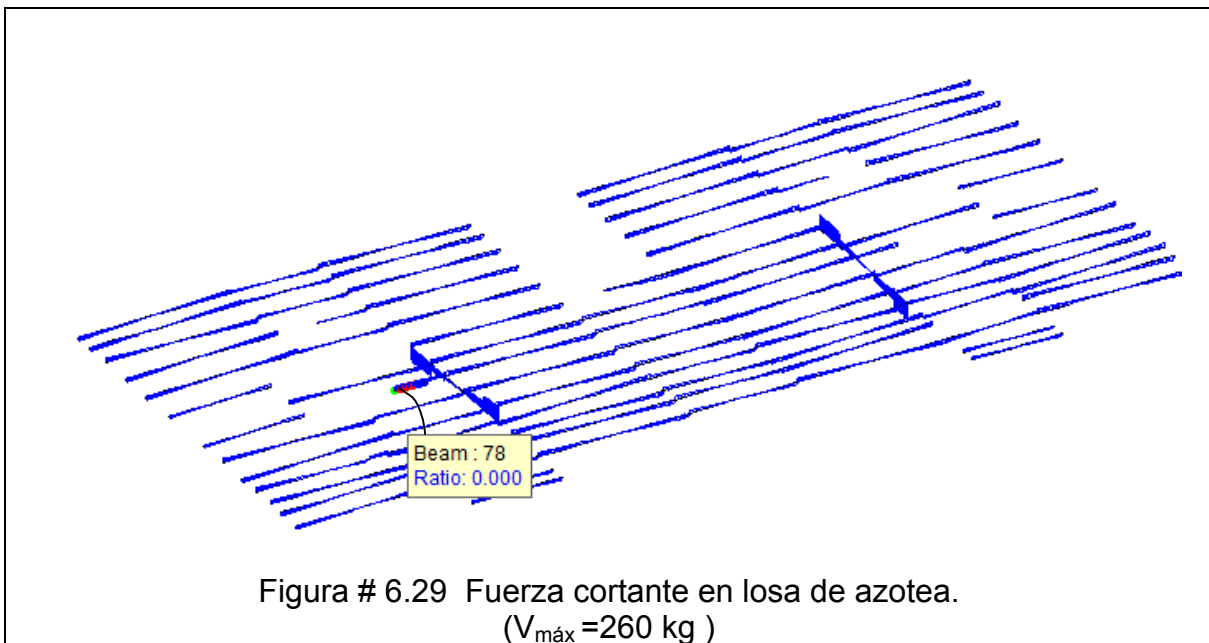 Beam : 78
Ratio: 0.000
Figura # 6.29 Fuerza cortante en losa de azotea.
(Vmáx =260 kg )